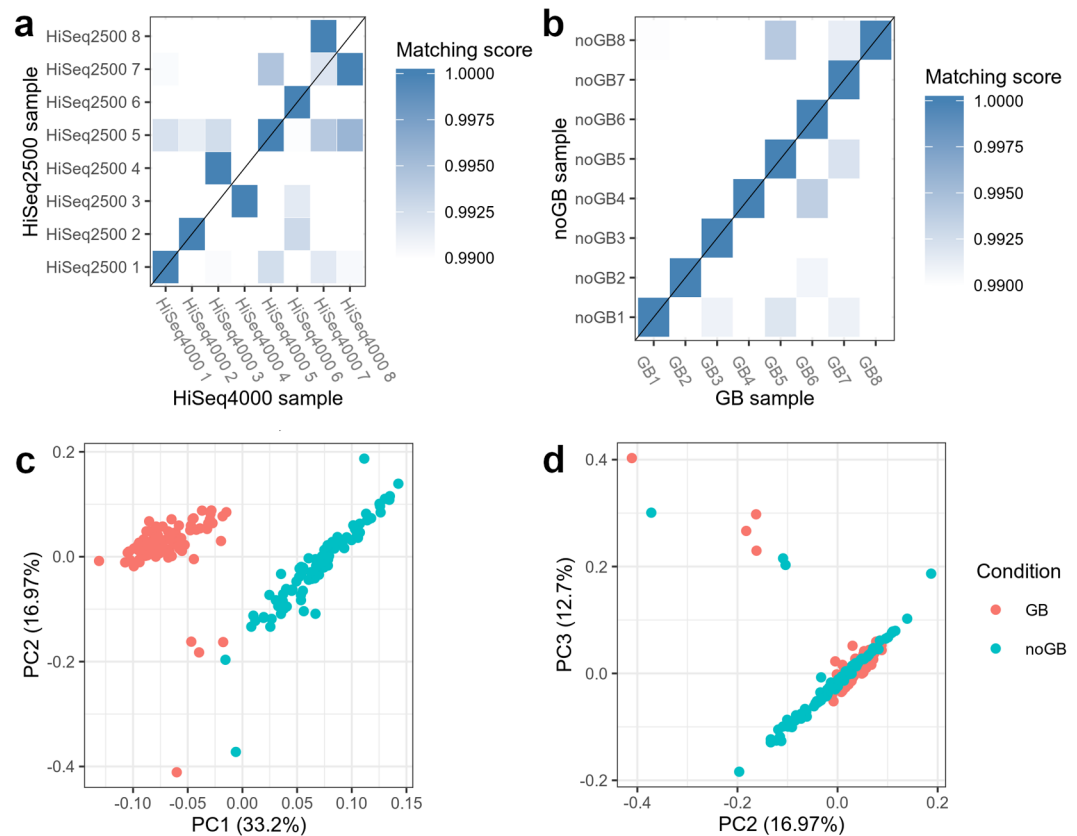 a
HiSeq2500 8
HiSeq2500 7
HiSeq2500 6
HiSeq2500 5
HiSeq2500 4
HiSeq2500 3
HiSeq2500 2
HiSeq2500 1
HiSeq2500 sample
HiSeq4000 1
HiSeq4000 2
HiSeq4000 3
HiSeq4000 4
HiSeq4000 5
HiSeq4000 6
HiSeq4000 7
HiSeq4000 8
HiSeq4000 sample
Matching score
1.0000
0.9975
0.9950
0.9925
0.9900
b
noGB8
noGB7
noGB6
noGB5
noGB4
noGB3
noGB2
noGB1
noGB sample
GB1
GB2
GB3
GB4
GB5
GB6
GB7
GB8
GB sample
Matching score
1.0000
0.9975
0.9950
0.9925
0.9900
c
0.2
0.0
-0.2
-0.4
PC2 (16.97%)
-0.10
-0.05
0.00
0.05
0.10
0.15
PC1 (33.2%)
d
0.4
0.2
0.0
-0.2
PC3 (12.7%)
-0.4
-0.2
0.0
0.2
PC2 (16.97%)
Condition
GB
noGB